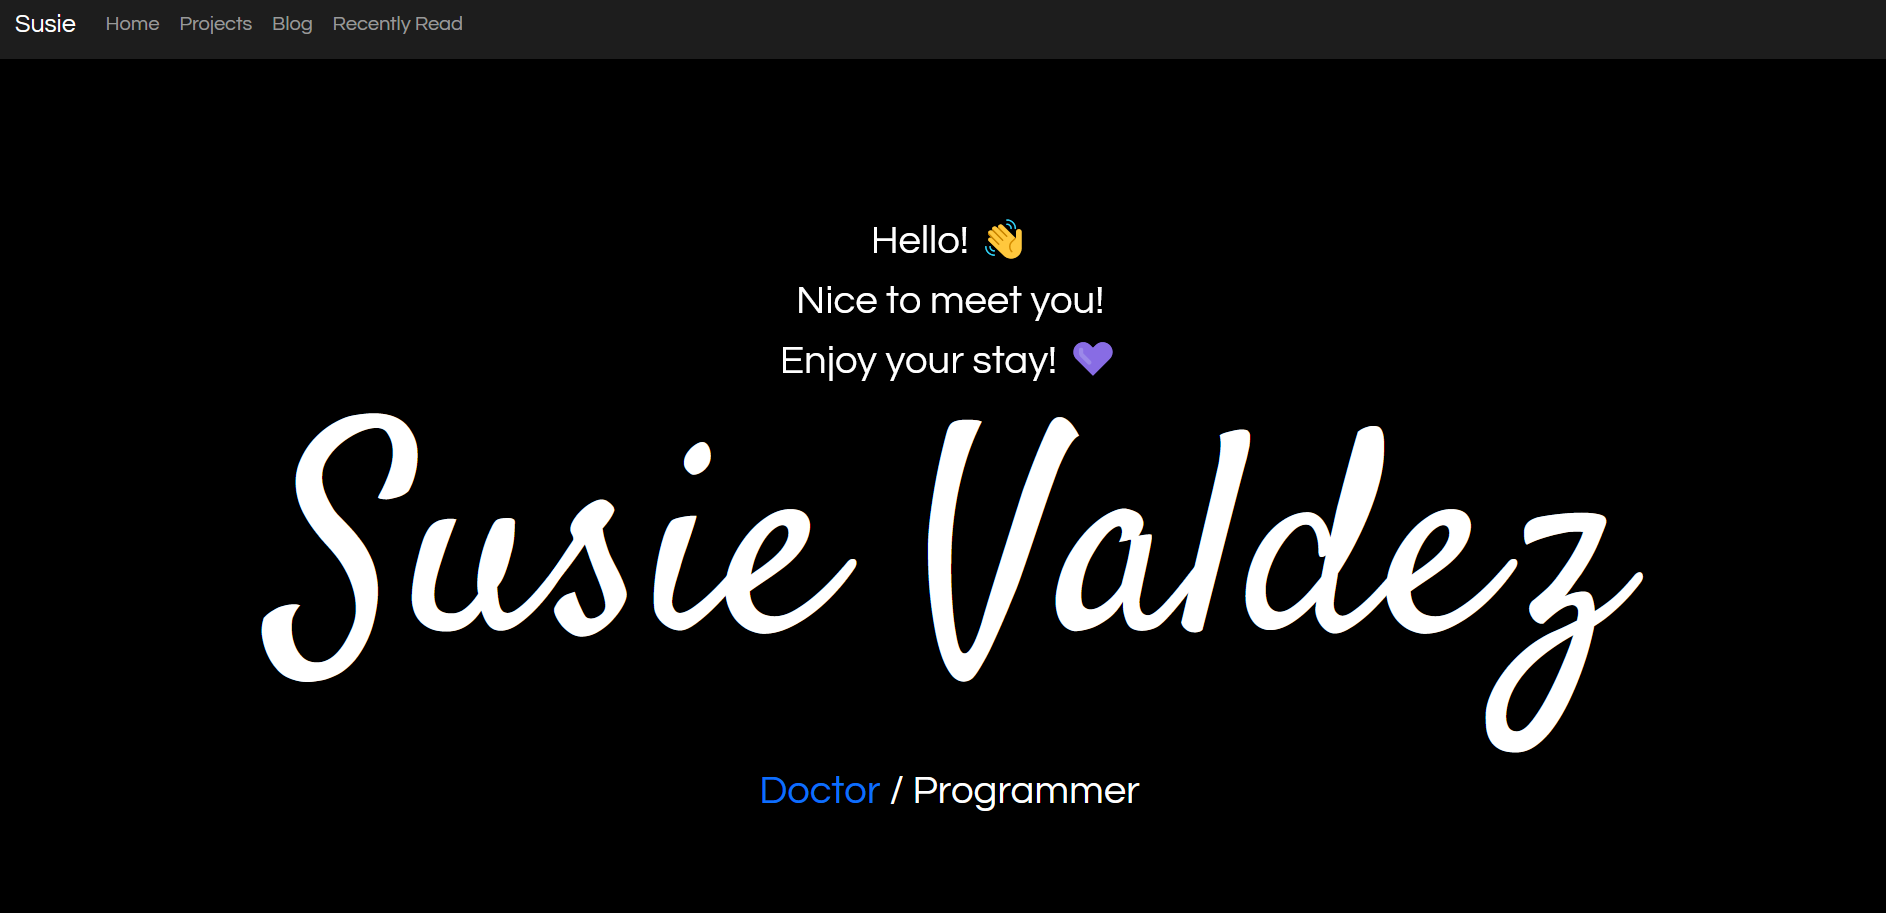 Susie Home Projects Blog Recently Read
Hello! 👋
Nice to meet you!
Enjoy your stay! 💜
Susie Valdez
Doctor / Programmer